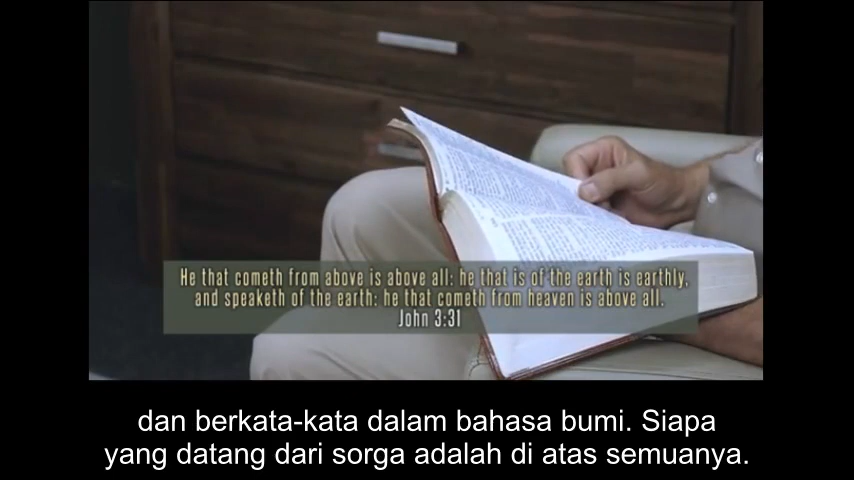 He that cometh from above is above all: he that is of the earth is earthly,
and speaketh of the earth: he that cometh from heaven is above all.
John 3:31
dan berkata-kata dalam bahasa bumi. Siapa
yang datang dari sorga adalah di atas semuanya.